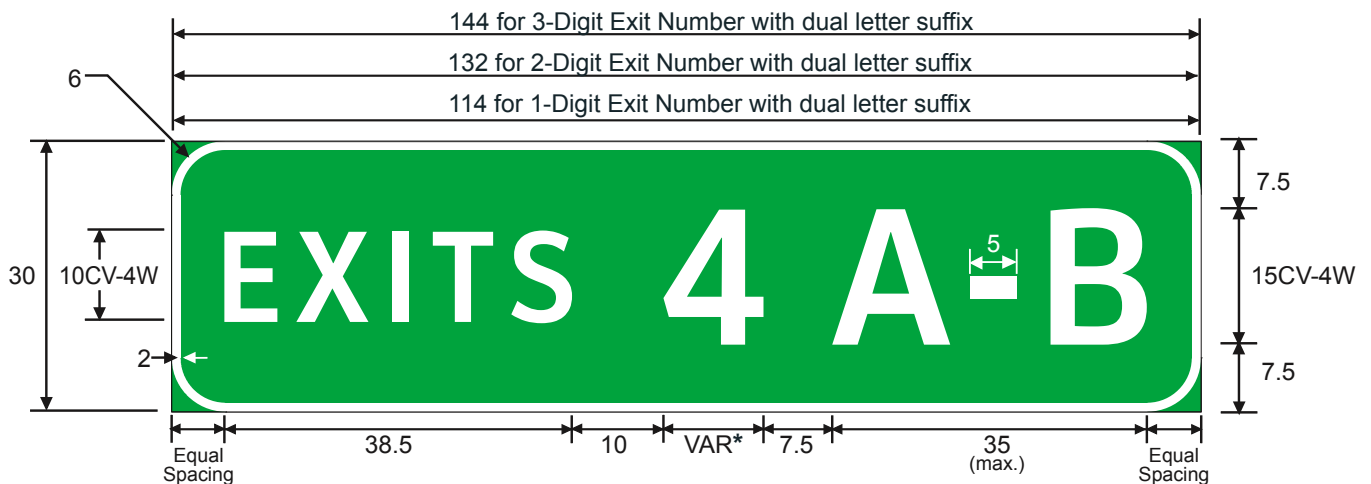 144 for 3-Digit Exit Number with dual letter suffix
132 for 2-Digit Exit Number with dual letter suffix
114 for 1-Digit Exit Number with dual letter suffix
6
7.5
30
10CV-4W
EXITS 4 A-B
5
15CV-4W
2
7.5
Equal
Spacing
38.5
10
VAR*
7.5
35
(max.)
Equal
Spacing